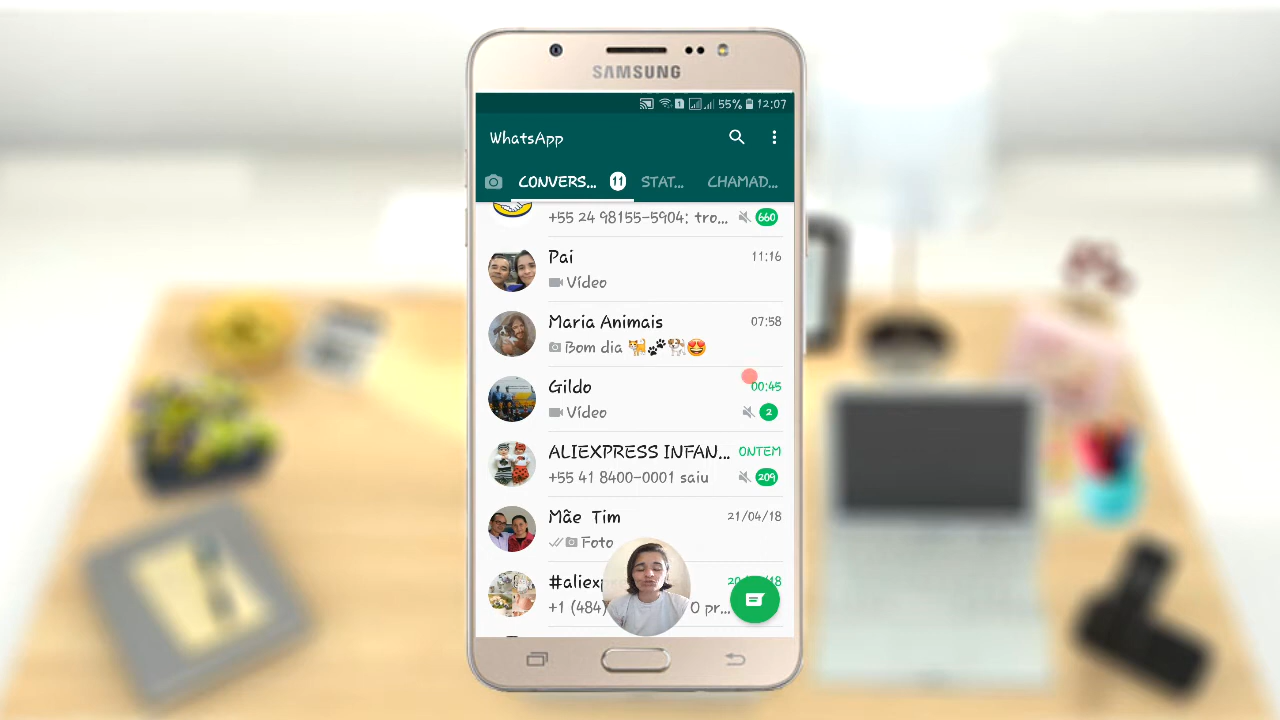 SAMSUNG
55% 12:07
WhatsApp
CONVERS... 11 STAT... CHAMAD...
+55 24 98155-5904: tro... 660
Pai 11:16
Vídeo
Maria Animais 07:58
Bom dia 🐱🐾🐕😍
Gildo 00:45
Vídeo 2
ALIEXPRESS INFAN... ONTEM
+55 41 8400-0001 saiu 209
Mãe Tim 21/04/18
Foto
+1 (484) O pr...